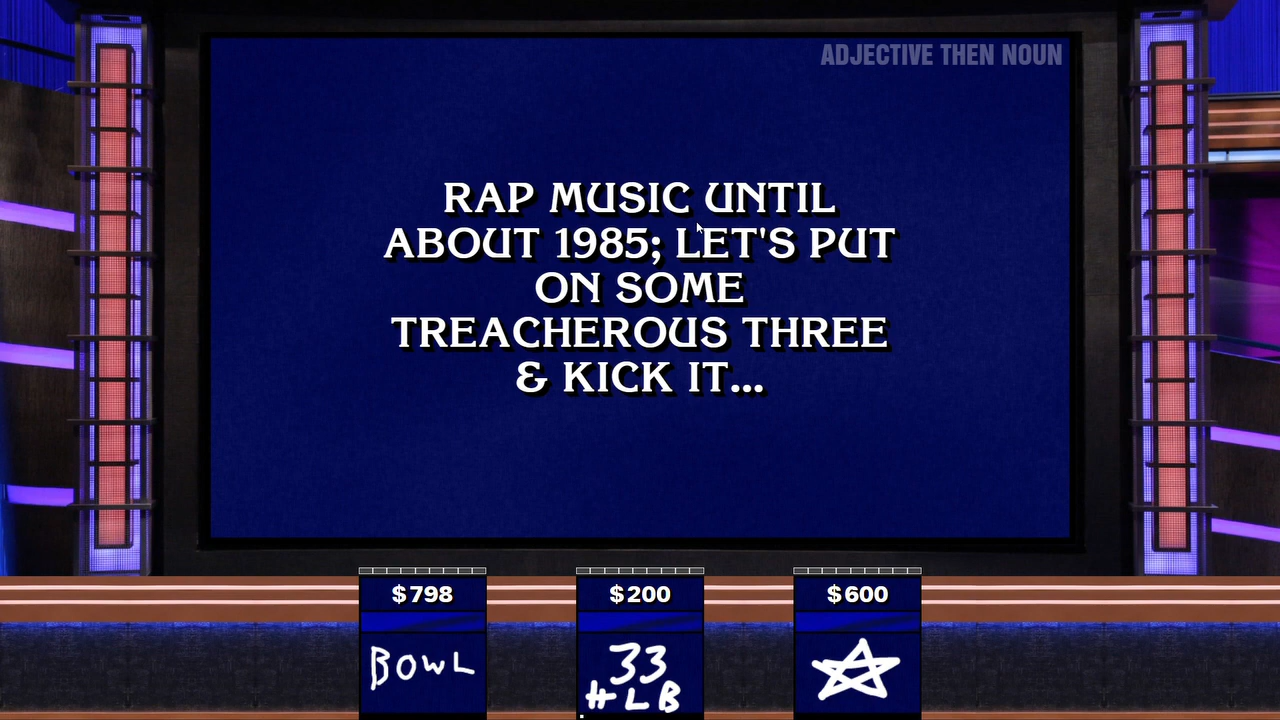 ADJECTIVE THEN NOUN
RAP MUSIC UNTIL
ABOUT 1985; LET'S PUT
ON SOME
TREACHEROUS THREE
& KICK IT...
$798 $200 $600
BOWL 33
HLB